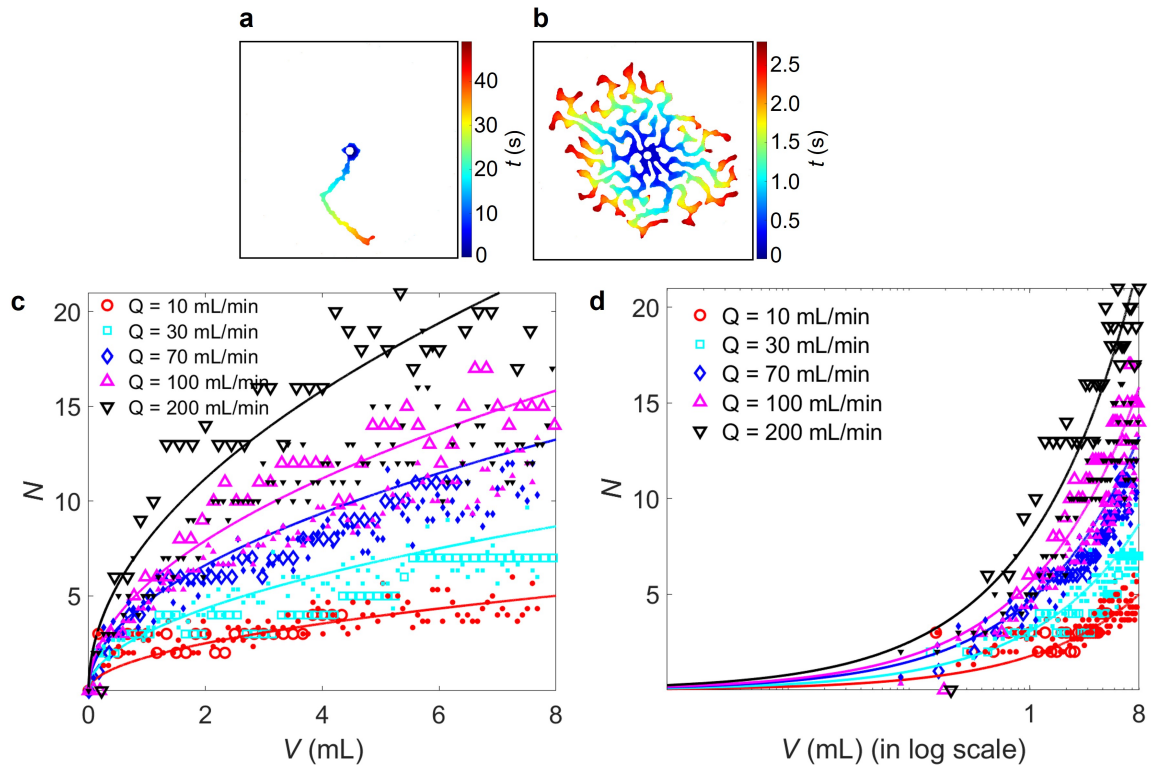 a
b
40
30
20
10
0
t (s)
2.5
2.0
1.5
1.0
0.5
0
t (s)
c
Q = 10 mL/min
Q = 30 mL/min
Q = 70 mL/min
Q = 100 mL/min
Q = 200 mL/min
20
15
10
5
N
0
2
4
6
8
V (mL)
d
Q = 10 mL/min
Q = 30 mL/min
Q = 70 mL/min
Q = 100 mL/min
Q = 200 mL/min
20
15
10
5
N
1
8
V (mL) (in log scale)